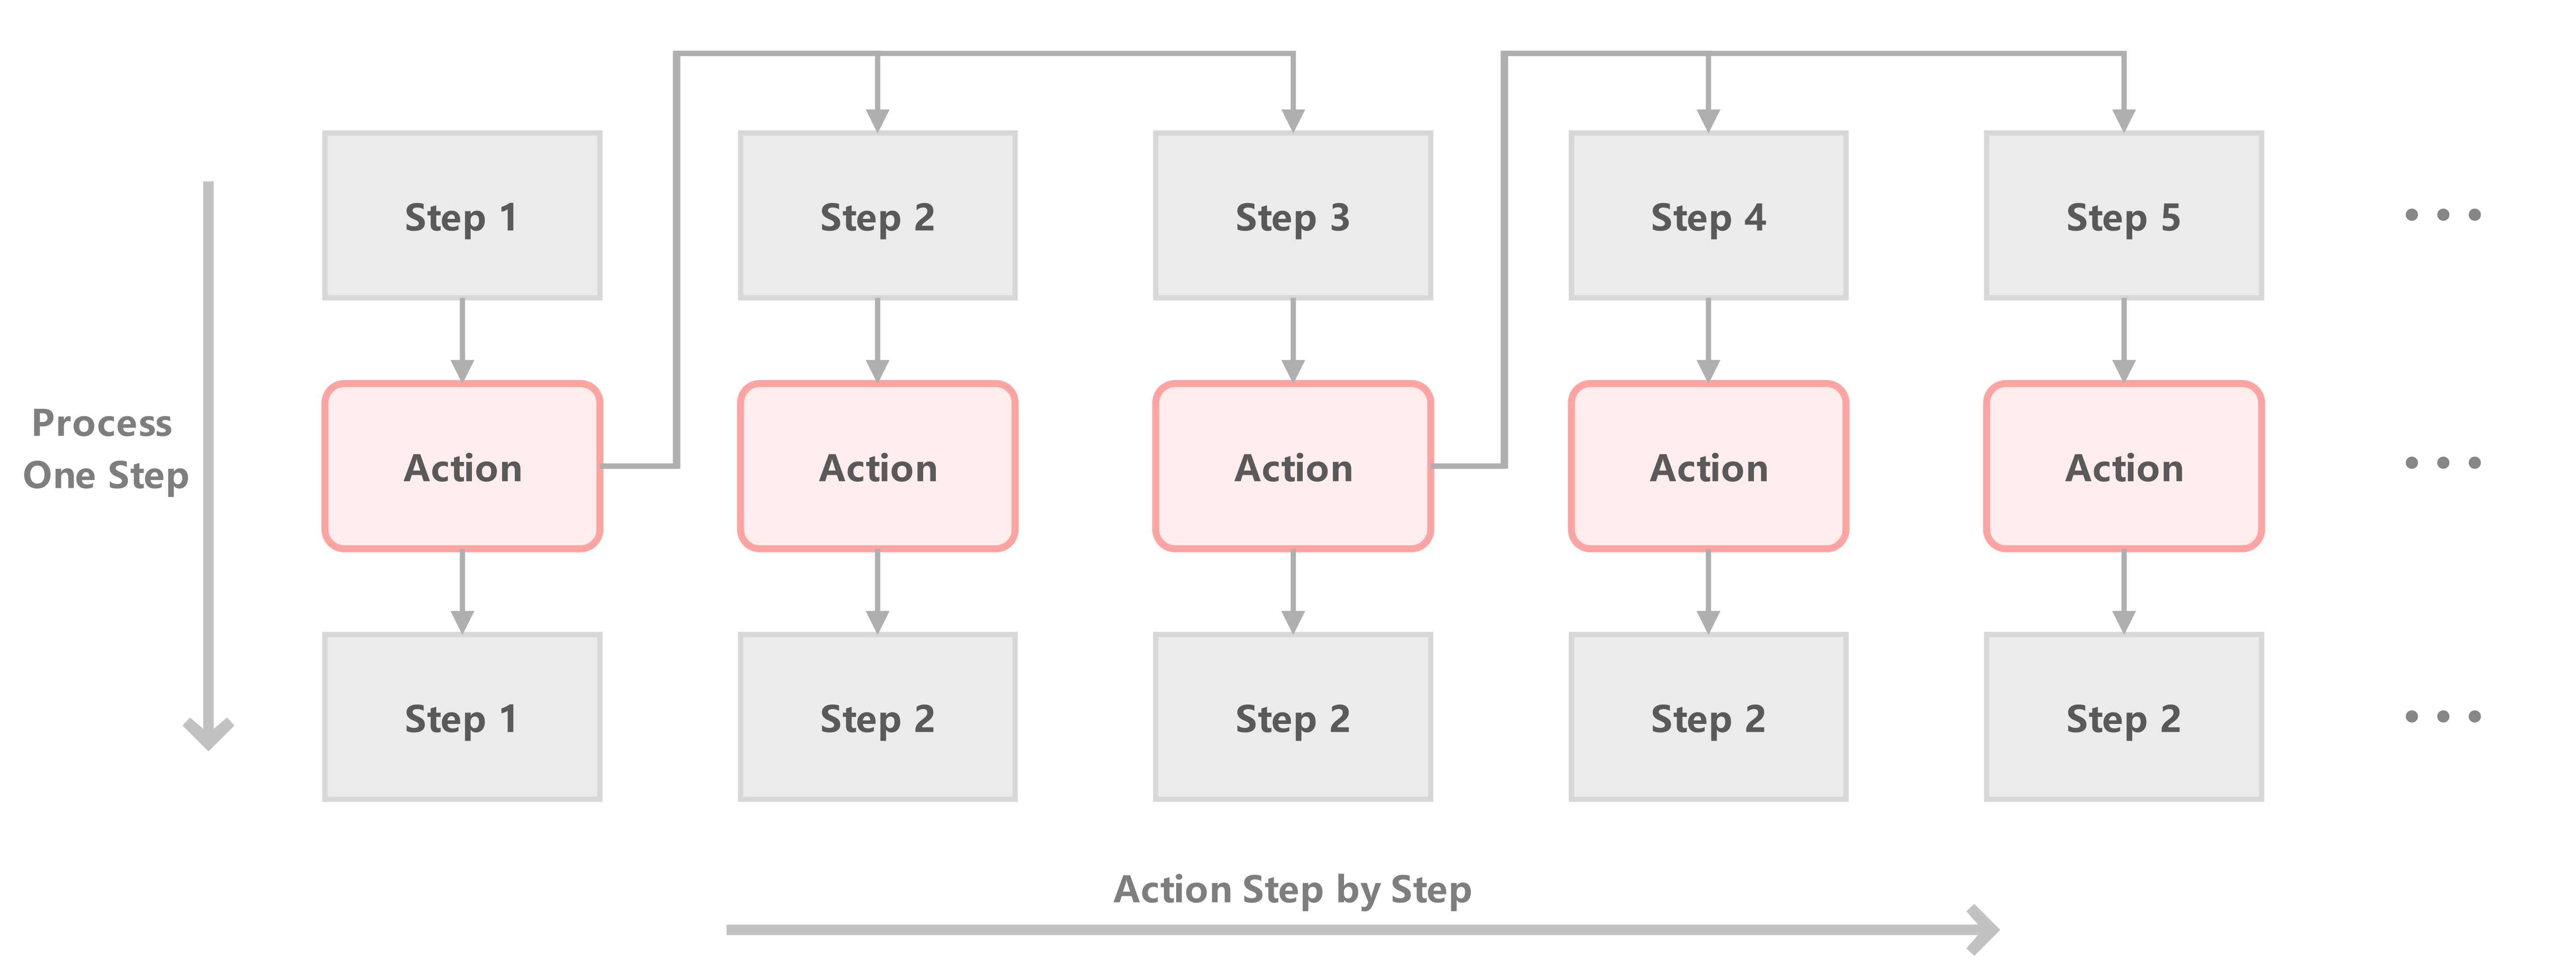 Step 1
Step 2
Step 3
Step 4
Step 5
...
Process
One Step
Action
Action
Action
Action
Action
...
Step 1
Step 2
Step 2
Step 2
Step 2
...
Action Step by Step